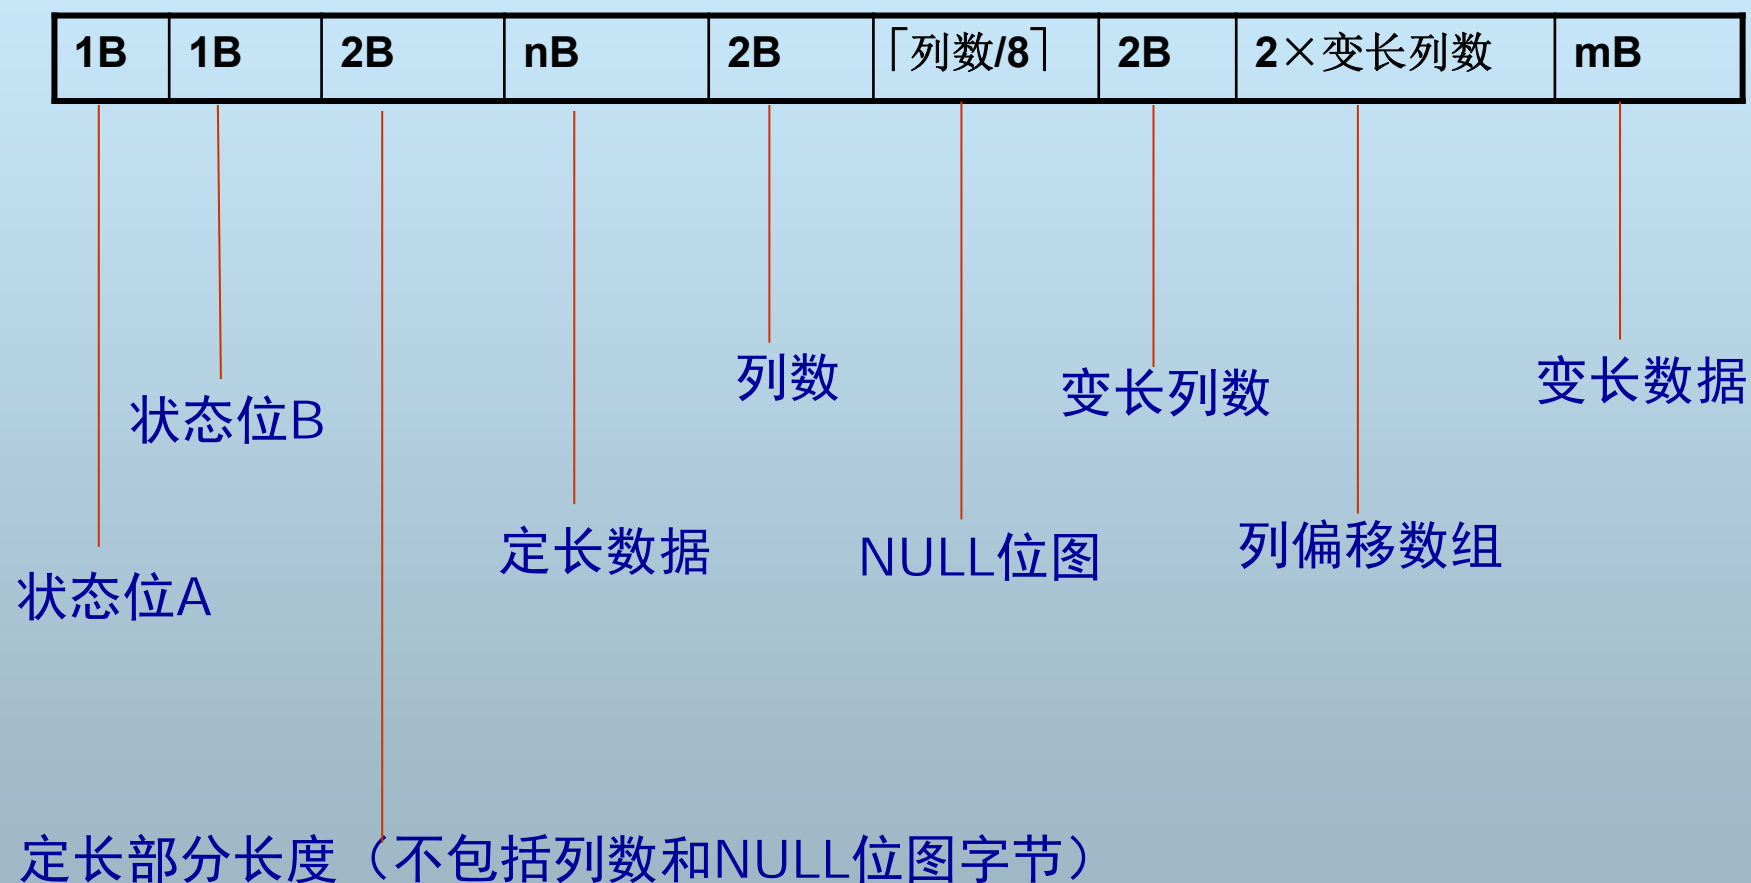 1B 1B 2B nB 2B ⌈列数/8⌉ 2B 2×变长列数 mB
列数
变长数据
变长列数
状态位B
列偏移数组
定长数据
NULL位图
状态位A
定长部分长度（不包括列数和NULL位图字节）